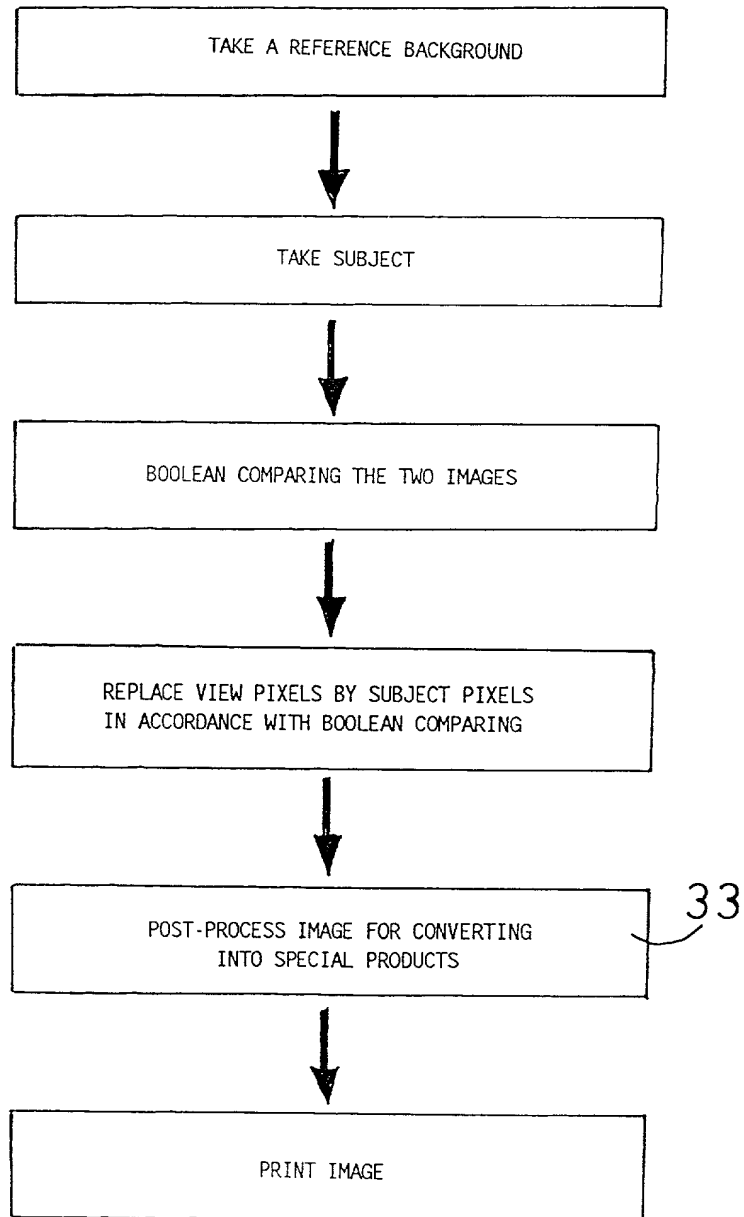 TAKE A REFERENCE BACKGROUND
TAKE SUBJECT
BOOLEAN COMPARING THE TWO IMAGES
REPLACE VIEW PIXELS BY SUBJECT PIXELS
IN ACCORDANCE WITH BOOLEAN COMPARING
POST-PROCESS IMAGE FOR CONVERTING
INTO SPECIAL PRODUCTS
33
PRINT IMAGE